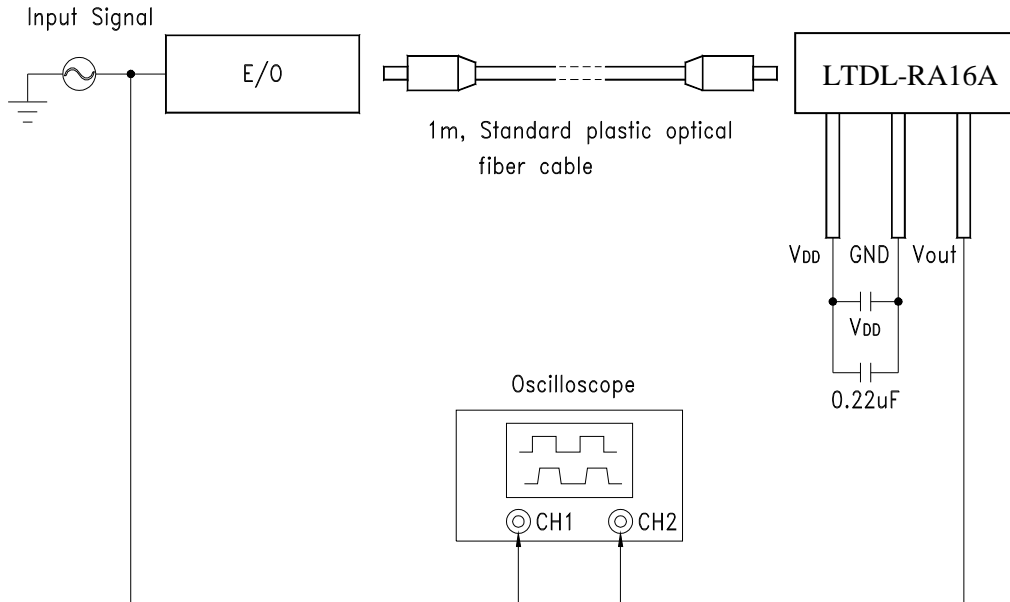 Input Signal
E/O
LTDL-RA16A
1m, Standard plastic optical
fiber cable
VDD GND Vout
VDD
0.22uF
Oscilloscope
CH1 CH2